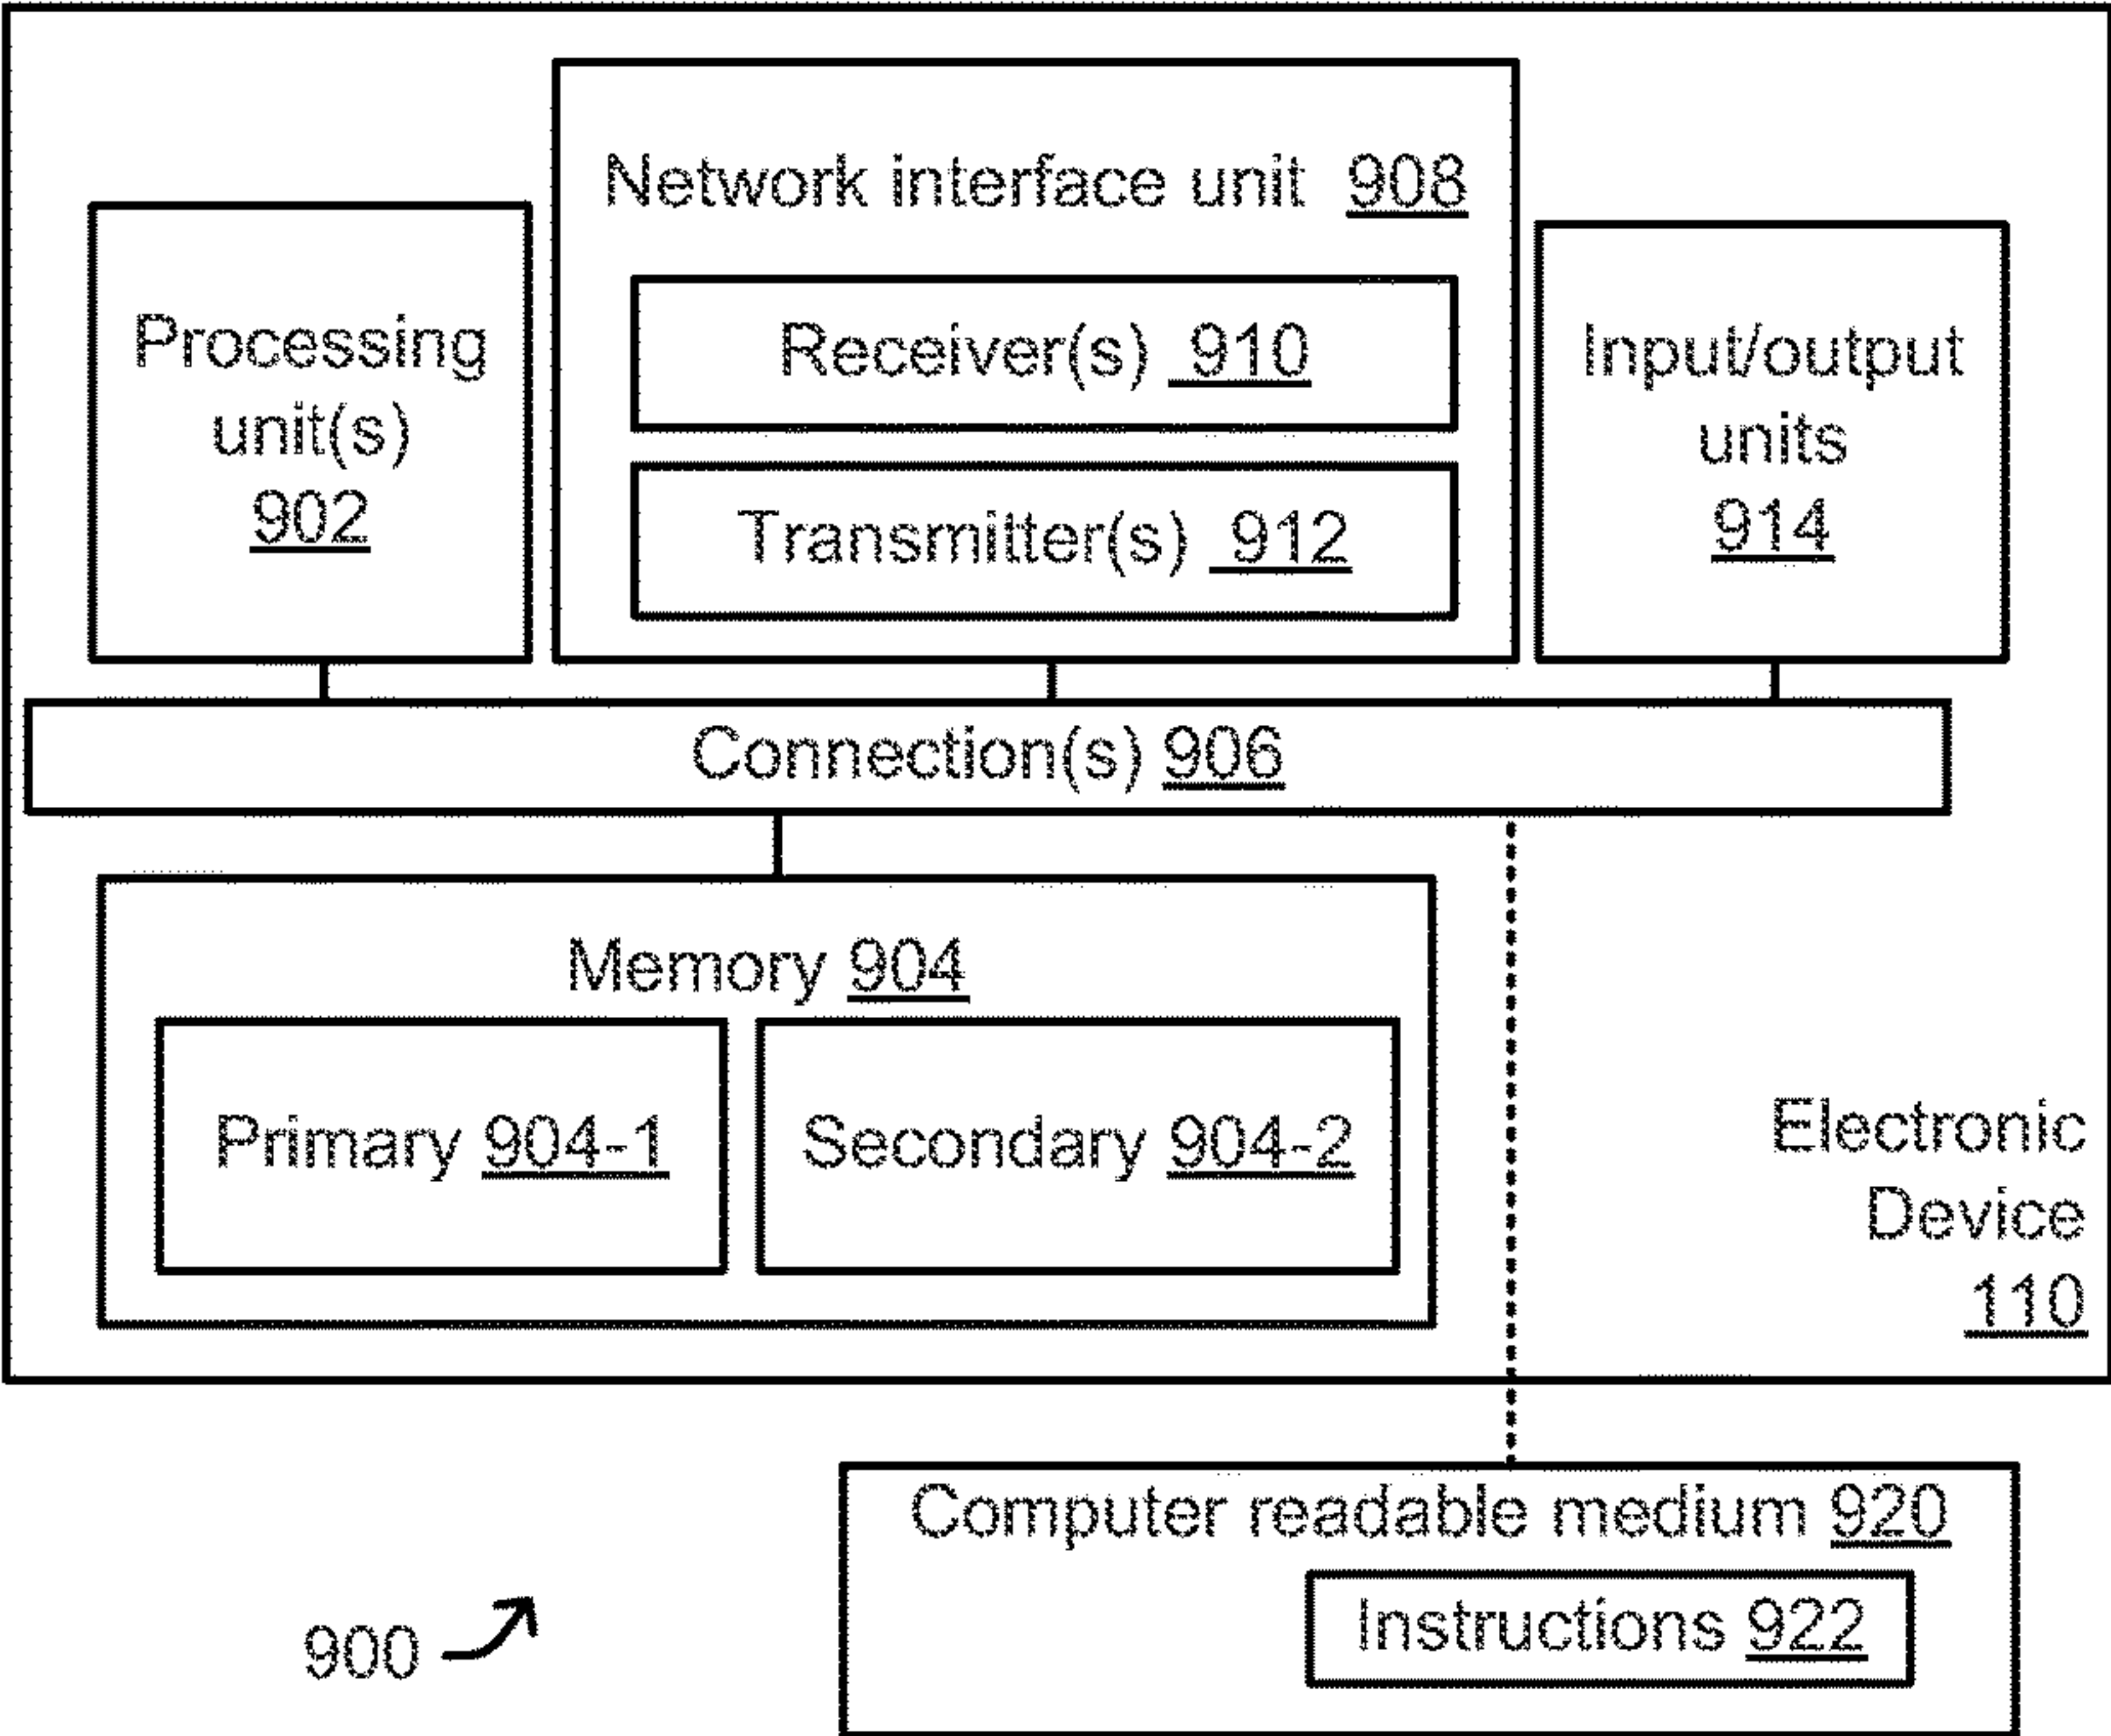 Network interface unit 908
Processing
unit(s)
902
Receiver(s) 910
Transmitter(s) 912
Input/output
units
914
Connection(s) 906
Memory 904
Primary 904-1
Secondary 904-2
Electronic
Device
110
Computer readable medium 920
Instructions 922
900